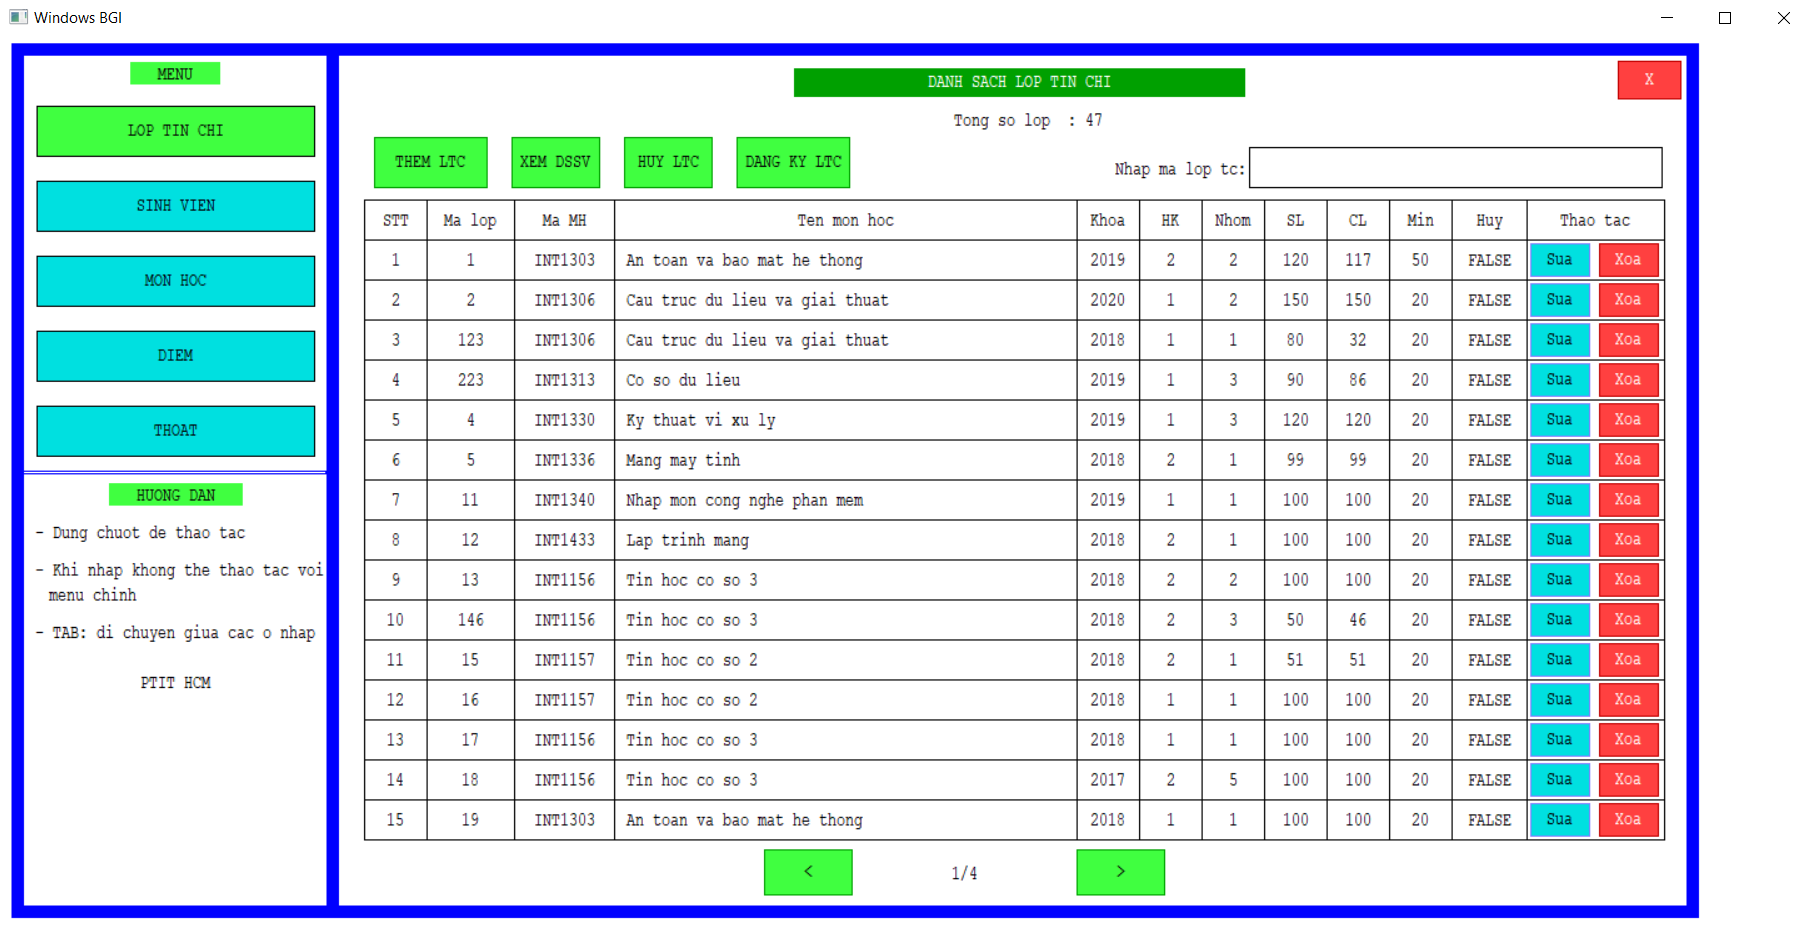 Windows BGI
MENU
LOP TIN CHI
SINH VIEN
MON HOC
DIEM
THOAT
HUONG DAN
- Dung chuot de thao tac
- Khi nhap khong the thao tac voi
menu chinh
- TAB: di chuyen giua cac o nhap
PTIT HCM
DANH SACH LOP TIN CHI
X
Tong so lop : 47
THEM LTC XEM DSSV HUY LTC DANG KY LTC
Nhap ma lop tc:
STT Ma lop Ma MH Ten mon hoc Khoa HK Nhom SL CL Min Huy Thao tac
1 1 INT1303 An toan va bao mat he thong 2019 2 2 120 117 50 FALSE Sua Xoa
2 2 INT1306 Cau truc du lieu va giai thuat 2020 1 2 150 150 20 FALSE Sua Xoa
3 123 INT1306 Cau truc du lieu va giai thuat 2018 1 1 80 32 20 FALSE Sua Xoa
4 223 INT1313 Co so du lieu 2019 1 3 90 86 20 FALSE Sua Xoa
5 4 INT1330 Ky thuat vi xu ly 2019 1 3 120 120 20 FALSE Sua Xoa
6 5 INT1336 Mang may tinh 2018 2 1 99 99 20 FALSE Sua Xoa
7 11 INT1340 Nhap mon cong nghe phan mem 2019 1 1 100 100 20 FALSE Sua Xoa
8 12 INT1433 Lap trinh mang 2018 2 1 100 100 20 FALSE Sua Xoa
9 13 INT1156 Tin hoc co so 3 2018 2 2 100 100 20 FALSE Sua Xoa
10 146 INT1156 Tin hoc co so 3 2018 2 3 50 46 20 FALSE Sua Xoa
11 15 INT1157 Tin hoc co so 2 2018 2 1 51 51 20 FALSE Sua Xoa
12 16 INT1157 Tin hoc co so 2 2018 1 1 100 100 20 FALSE Sua Xoa
13 17 INT1156 Tin hoc co so 3 2018 1 1 100 100 20 FALSE Sua Xoa
14 18 INT1156 Tin hoc co so 3 2017 2 5 100 100 20 FALSE Sua Xoa
15 19 INT1303 An toan va bao mat he thong 2018 1 1 100 100 20 FALSE Sua Xoa
< 1/4 >